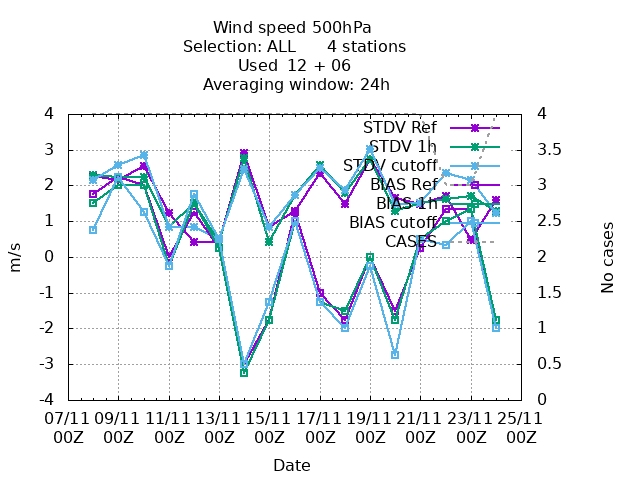 Wind speed 500hPa
Selection: ALL 4 stations
Used 12 + 06
Averaging window: 24h
4 4
STDV Ref
3 3.5
STDV 1h
STDV cutoff
2 3
BIAS Ref
BIAS 1h
1 2.5
BIAS cutoff
CASES
0 2
m/s
No cases
-1 1.5
-2 1
-3 0.5
-4 0
07/11 09/11 11/11 13/11 15/11 17/11 19/11 21/11 23/11 25/11
00Z 00Z 00Z 00Z 00Z 00Z 00Z 00Z 00Z 00Z
Date